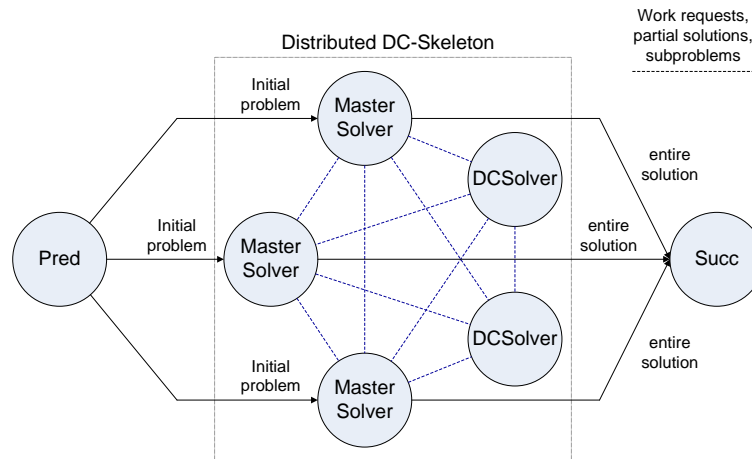 Work requests,
partial solutions,
subproblems
Distributed DC-Skeleton
Initial
problem
Master
Solver
entire
solution
DCSolver
Initial
problem
Master
Solver
entire
solution
Pred
Succ
DCSolver
Initial
problem
Master
Solver
entire
solution